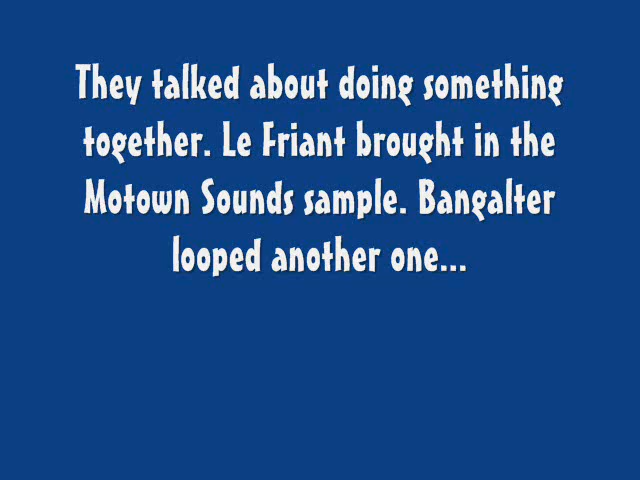 They talked about doing something
together. Le Friant brought in the
Motown Sounds sample. Bangalter
looped another one...